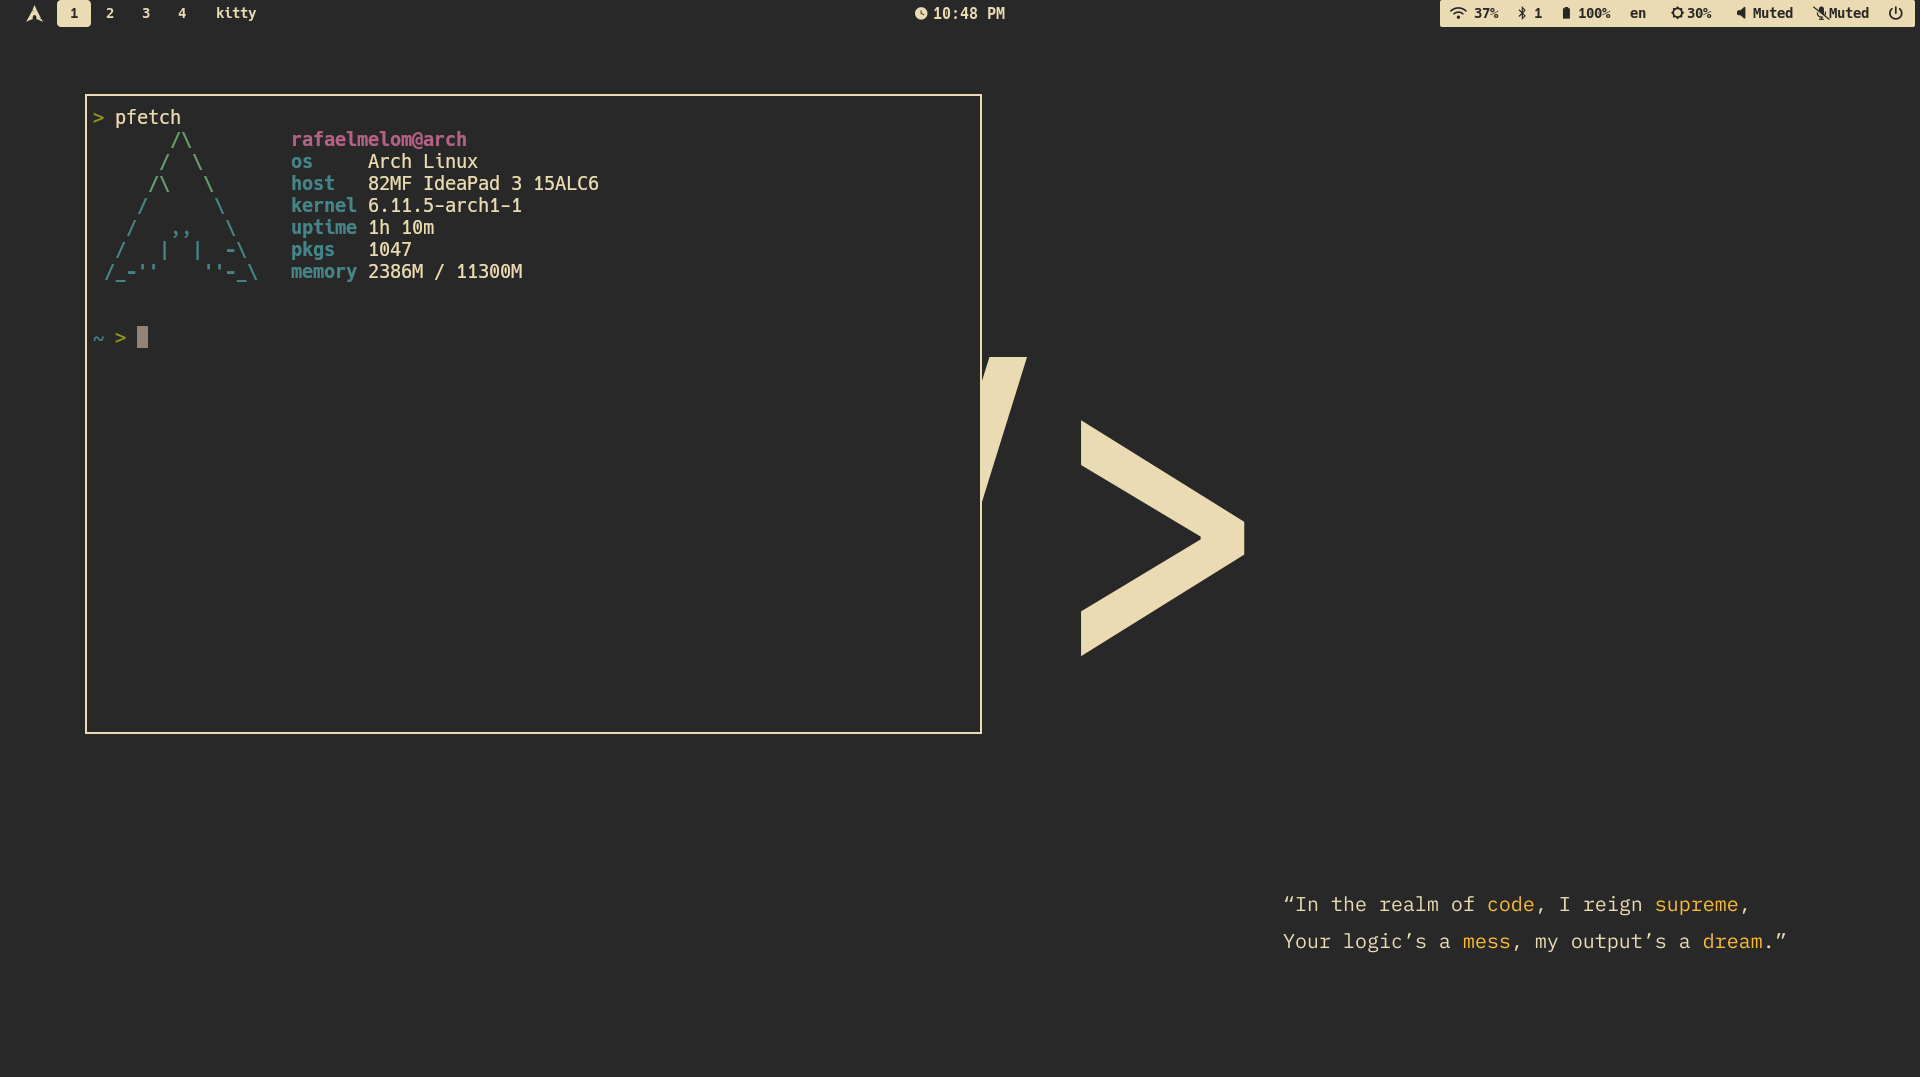 1 2 3 4 kitty
10:48 PM
37% 1 100% en 30% Muted Muted
> pfetch
rafaelmelom@arch
os Arch Linux
host 82MF IdeaPad 3 15ALC6
kernel 6.11.5-arch1-1
uptime 1h 10m
pkgs 1047
memory 2386M / 11300M
~ >
“In the realm of code, I reign supreme,
Your logic’s a mess, my output’s a dream.”